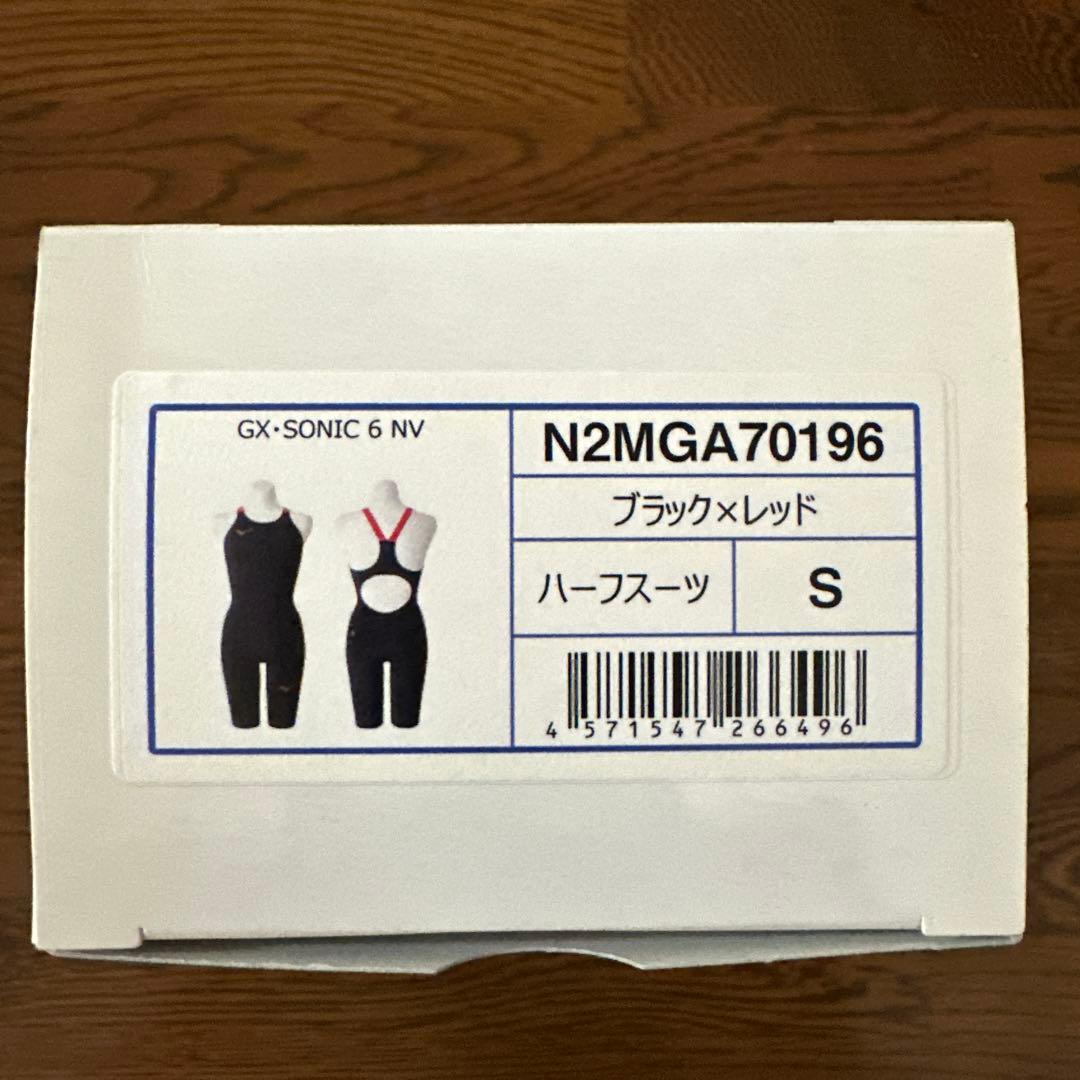 GX・SONIC 6 NV
N2MGA70196
ブラック×レッド
ハーフスーツ
S
4 571547 266496